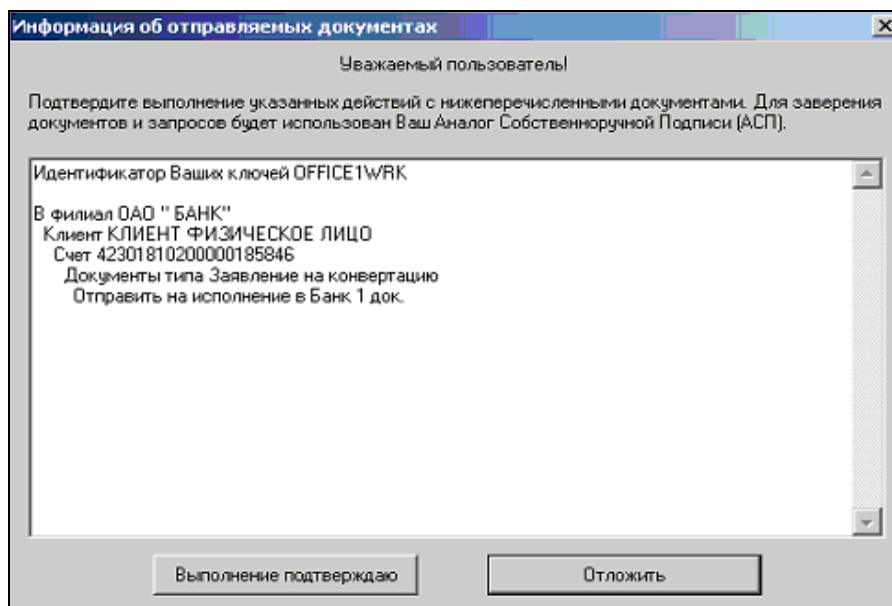 Информация об отправляемых документах
Уважаемый пользователь!
Подтвердите выполнение указанных действий с нижеперечисленными документами. Для заверения
документов и запросов будет использован Ваш Аналог Собственноручной Подписи (АСП).
Идентификатор Ваших ключей OFFICE1WRK
В филиал ОАО " БАНК"
Клиент КЛИЕНТ ФИЗИЧЕСКОЕ ЛИЦО
Счет 42301810200000185846
Документы типа Заявление на конвертацию
Отправить на исполнение в Банк 1 док.
Выполнение подтверждаю
Отложить